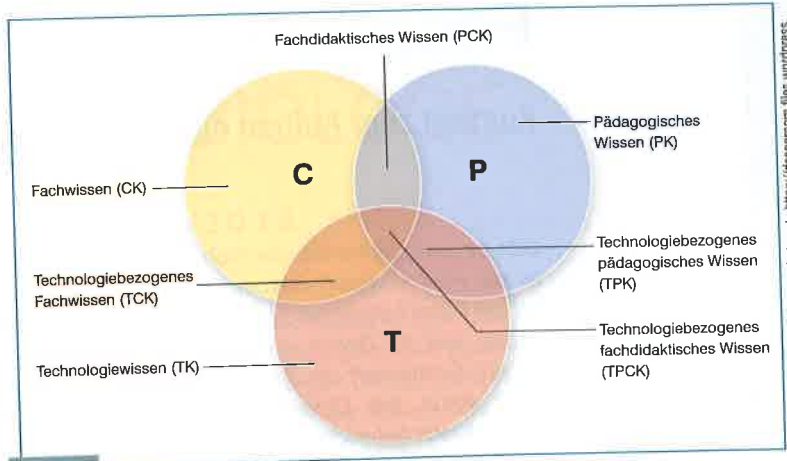 Fachdidaktisches Wissen (PCK)
C
P
Pädagogisches
Wissen (PK)
Fachwissen (CK)
Technologiebezogenes
pädagogisches Wissen
(TPK)
Technologiebezogenes
Fachwissen (TCK)
T
Technologiebezogenes
fachdidaktisches Wissen
(TPCK)
Technologiewissen (TK)